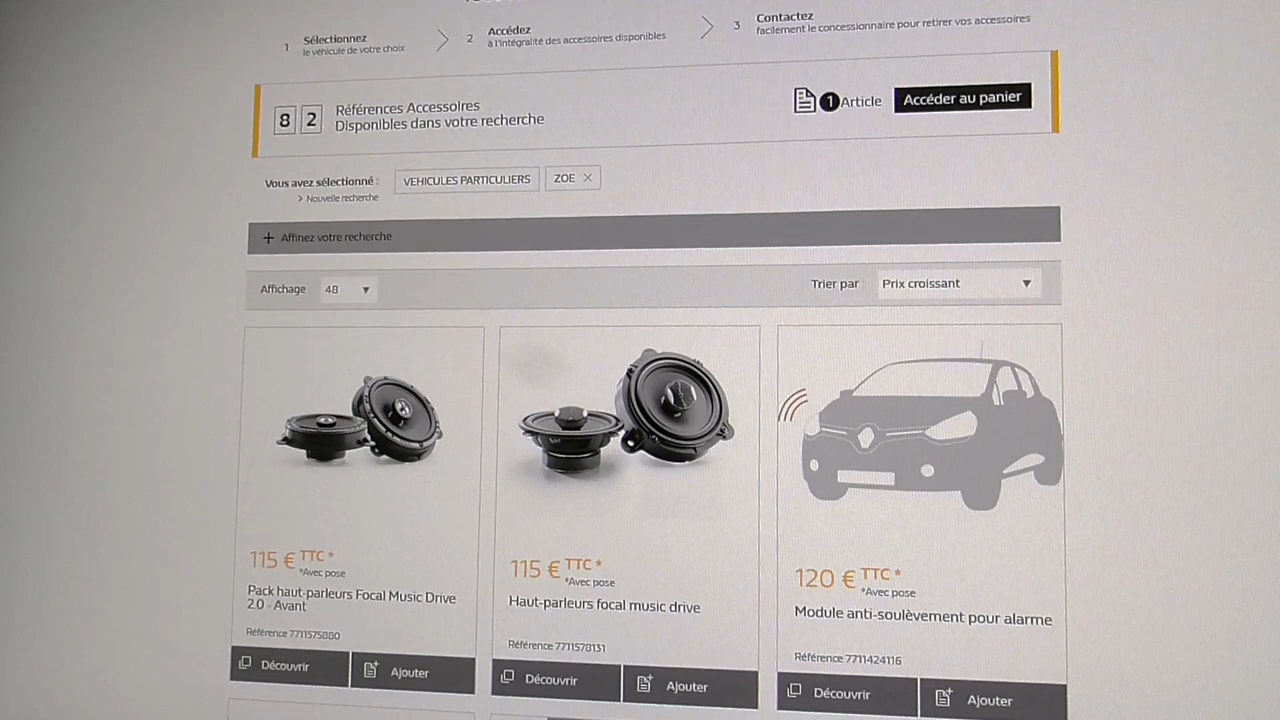 1 Sélectionnez
le véhicule de votre choix
2 Accédez
à l'intégralité des accessoires disponibles
3 Contactez
facilement le concessionnaire pour retirer vos accessoires
8 2
Références Accessoires
Disponibles dans votre recherche
1 Article
Accéder au panier
Vous avez sélectionné :
VEHICULES PARTICULIERS
ZOE ×
> Nouvelle recherche
+ Affinez votre recherche
Affichage 48
Trier par Prix croissant
115 € TTC *
*Avec pose
Pack haut-parleurs Focal Music Drive
2.0 - Avant
Référence 7711575880
Découvrir
Ajouter
115 € TTC *
*Avec pose
Haut-parleurs focal music drive
Référence 7711578131
Découvrir
Ajouter
120 € TTC *
*Avec pose
Module anti-soulèvement pour alarme
Référence 7711424116
Découvrir
Ajouter